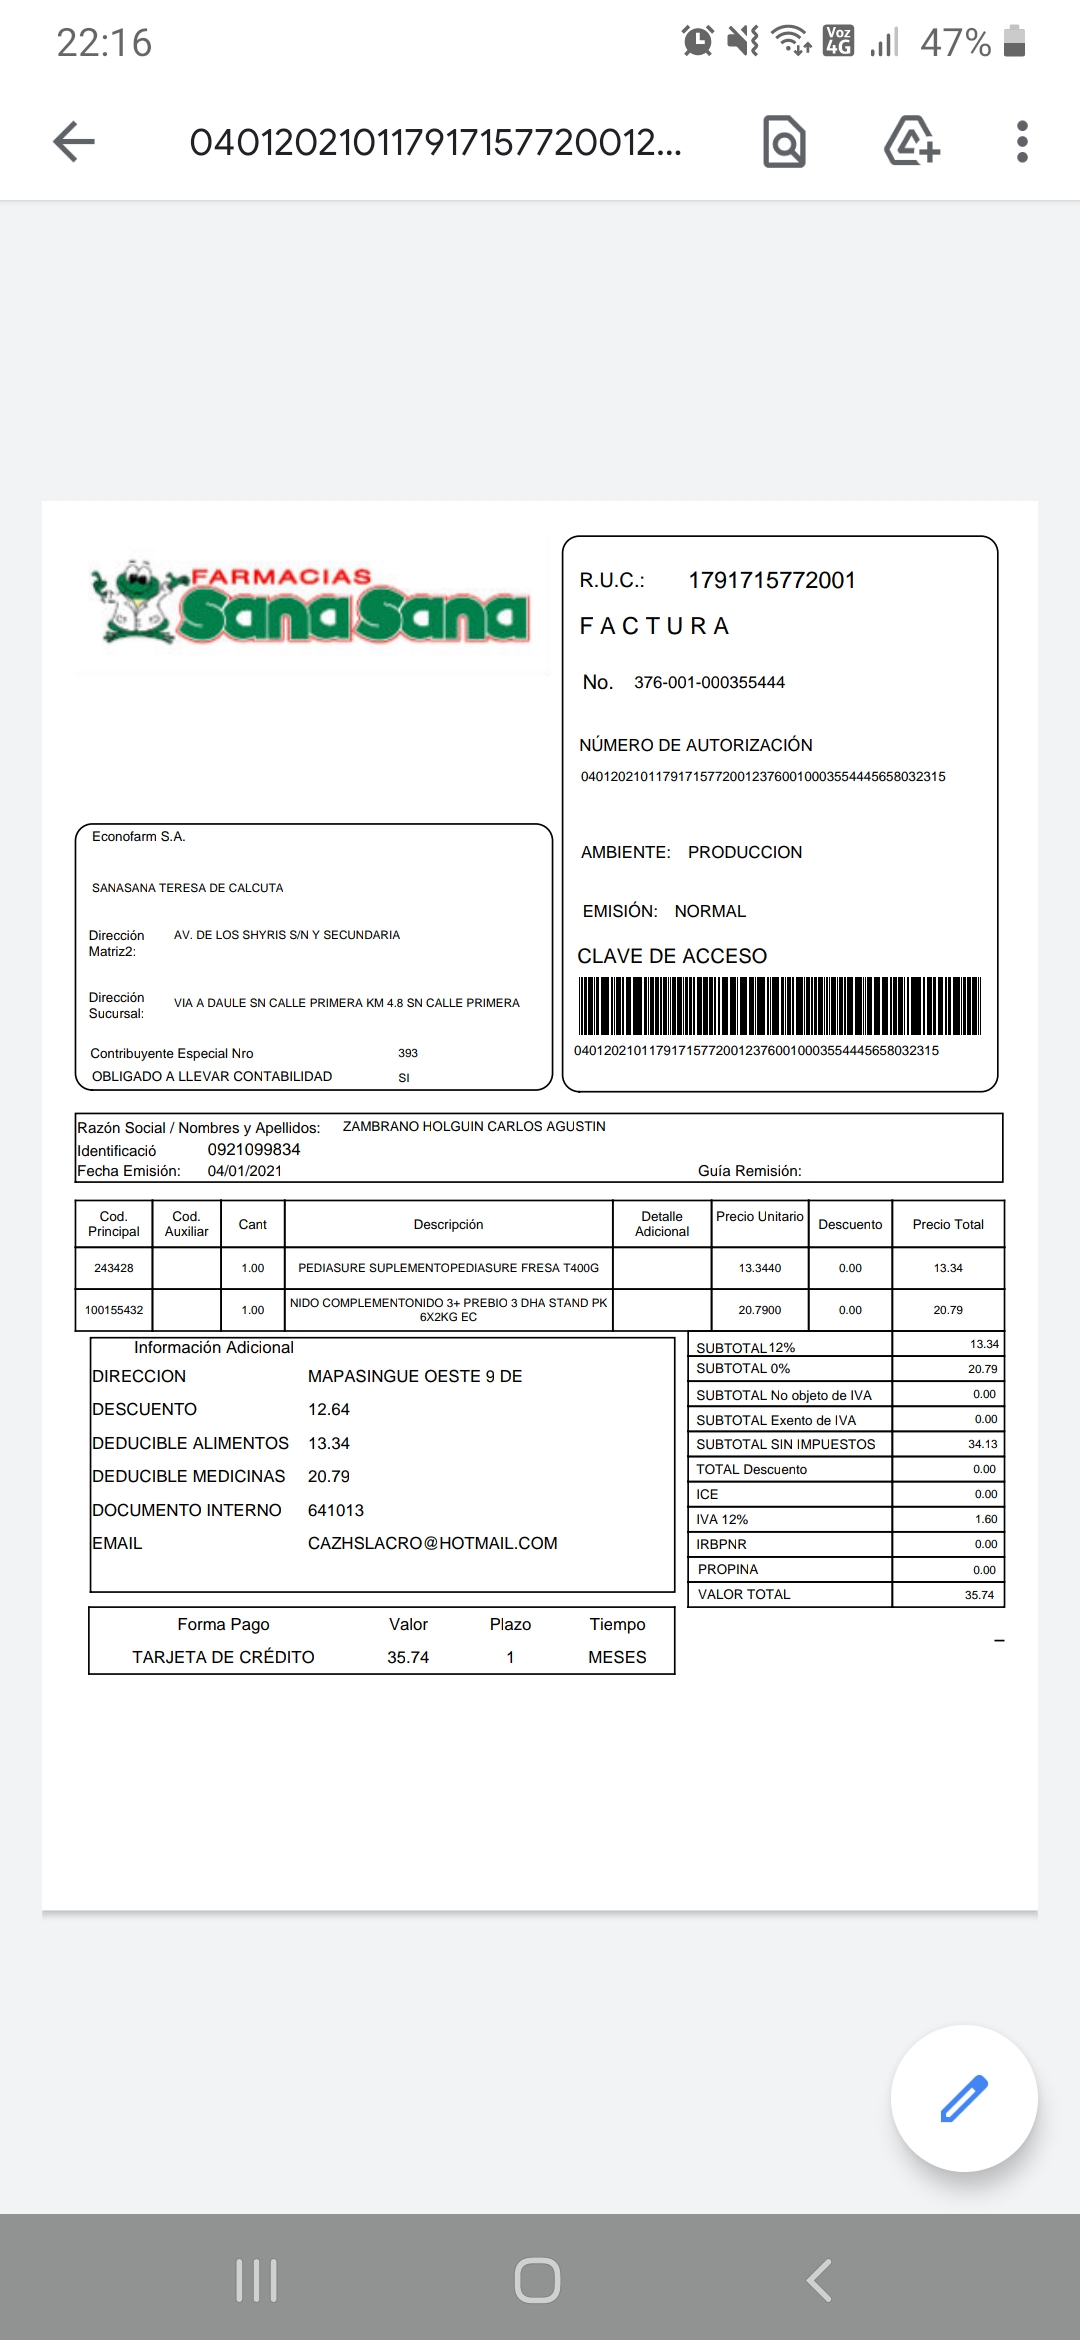 22:16
Voz 4G
47%
040120210117917157720012...
FARMACIAS
SanaSana
R.U.C.: 1791715772001
FACTURA
No. 376-001-000355444
NÚMERO DE AUTORIZACIÓN
0401202101179171577200123760010003554445658032315
AMBIENTE: PRODUCCION
EMISIÓN: NORMAL
CLAVE DE ACCESO
0401202101179171577200123760010003554445658032315
Econofarm S.A.
SANASANA TERESA DE CALCUTA
Dirección Matriz2: AV. DE LOS SHYRIS S/N Y SECUNDARIA
Dirección Sucursal: VIA A DAULE SN CALLE PRIMERA KM 4.8 SN CALLE PRIMERA
Contribuyente Especial Nro 393
OBLIGADO A LLEVAR CONTABILIDAD SI
Razón Social / Nombres y Apellidos: ZAMBRANO HOLGUIN CARLOS AGUSTIN
Identificació 0921099834
Fecha Emisión: 04/01/2021 Guía Remisión:
Cod. Principal Cod. Auxiliar Cant Descripción Detalle Adicional Precio Unitario Descuento Precio Total
243428 1.00 PEDIASURE SUPLEMENTOPEDIASURE FRESA T400G 13.3440 0.00 13.34
100155432 1.00 NIDO COMPLEMENTONIDO 3+ PREBIO 3 DHA STAND PK 6X2KG EC 20.7900 0.00 20.79
Información Adicional
DIRECCION MAPASINGUE OESTE 9 DE
DESCUENTO 12.64
DEDUCIBLE ALIMENTOS 13.34
DEDUCIBLE MEDICINAS 20.79
DOCUMENTO INTERNO 641013
EMAIL CAZHSLACRO@HOTMAIL.COM
SUBTOTAL 12% 13.34
SUBTOTAL 0% 20.79
SUBTOTAL No objeto de IVA 0.00
SUBTOTAL Exento de IVA 0.00
SUBTOTAL SIN IMPUESTOS 34.13
TOTAL Descuento 0.00
ICE 0.00
IVA 12% 1.60
IRBPNR 0.00
PROPINA 0.00
VALOR TOTAL 35.74
Forma Pago Valor Plazo Tiempo
TARJETA DE CRÉDITO 35.74 1 MESES